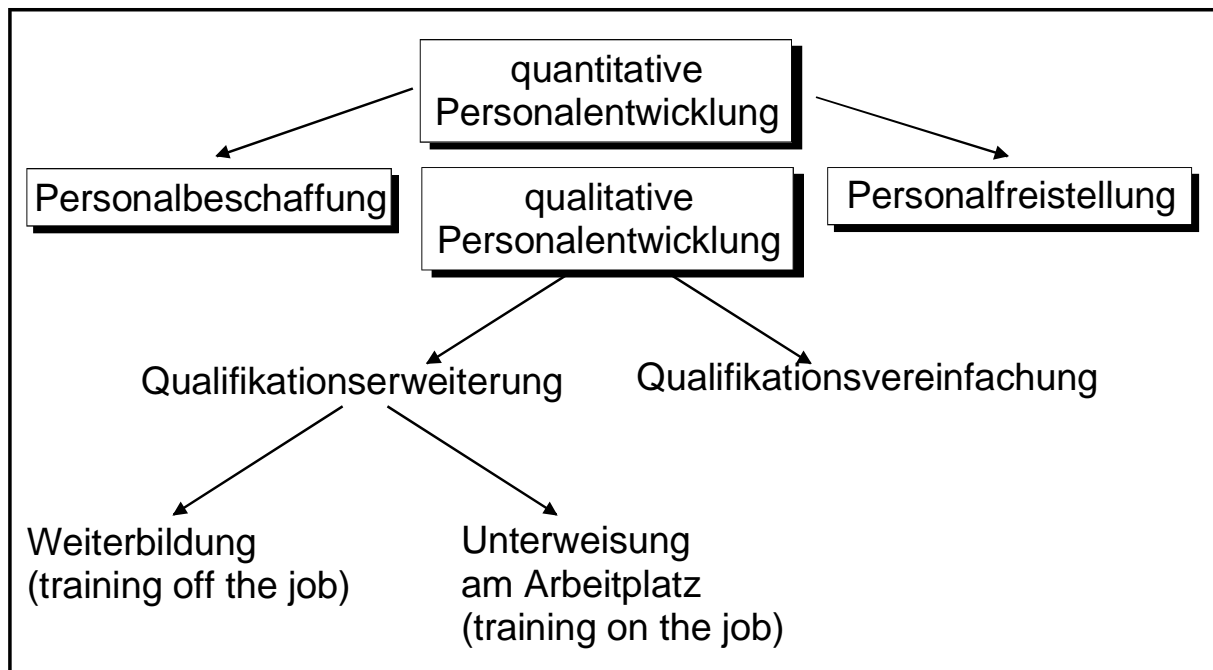 quantitative
Personalentwicklung
Personalbeschaffung
qualitative
Personalentwicklung
Personalfreistellung
Qualifikationserweiterung
Qualifikationsvereinfachung
Weiterbildung
(training off the job)
Unterweisung
am Arbeitplatz
(training on the job)